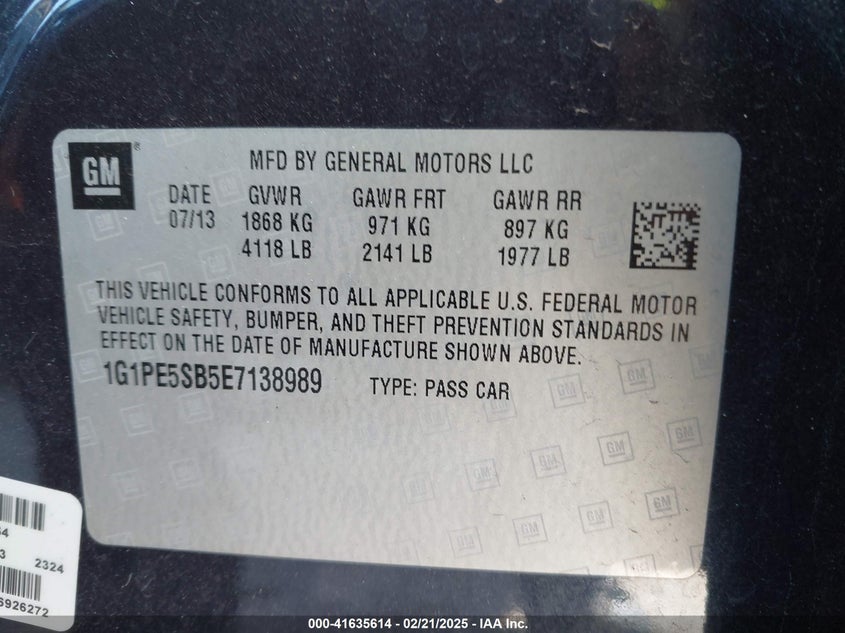 GM
MFD BY GENERAL MOTORS LLC
DATE GVWR GAWR FRT GAWR RR
07/13 1868 KG 971 KG 897 KG
4118 LB 2141 LB 1977 LB
THIS VEHICLE CONFORMS TO ALL APPLICABLE U.S. FEDERAL MOTOR
VEHICLE SAFETY, BUMPER, AND THEFT PREVENTION STANDARDS IN
EFFECT ON THE DATE OF MANUFACTURE SHOWN ABOVE.
1G1PE5SB5E7138989 TYPE: PASS CAR
2324
6926272
000-41635614 - 02/21/2025 - IAA Inc.